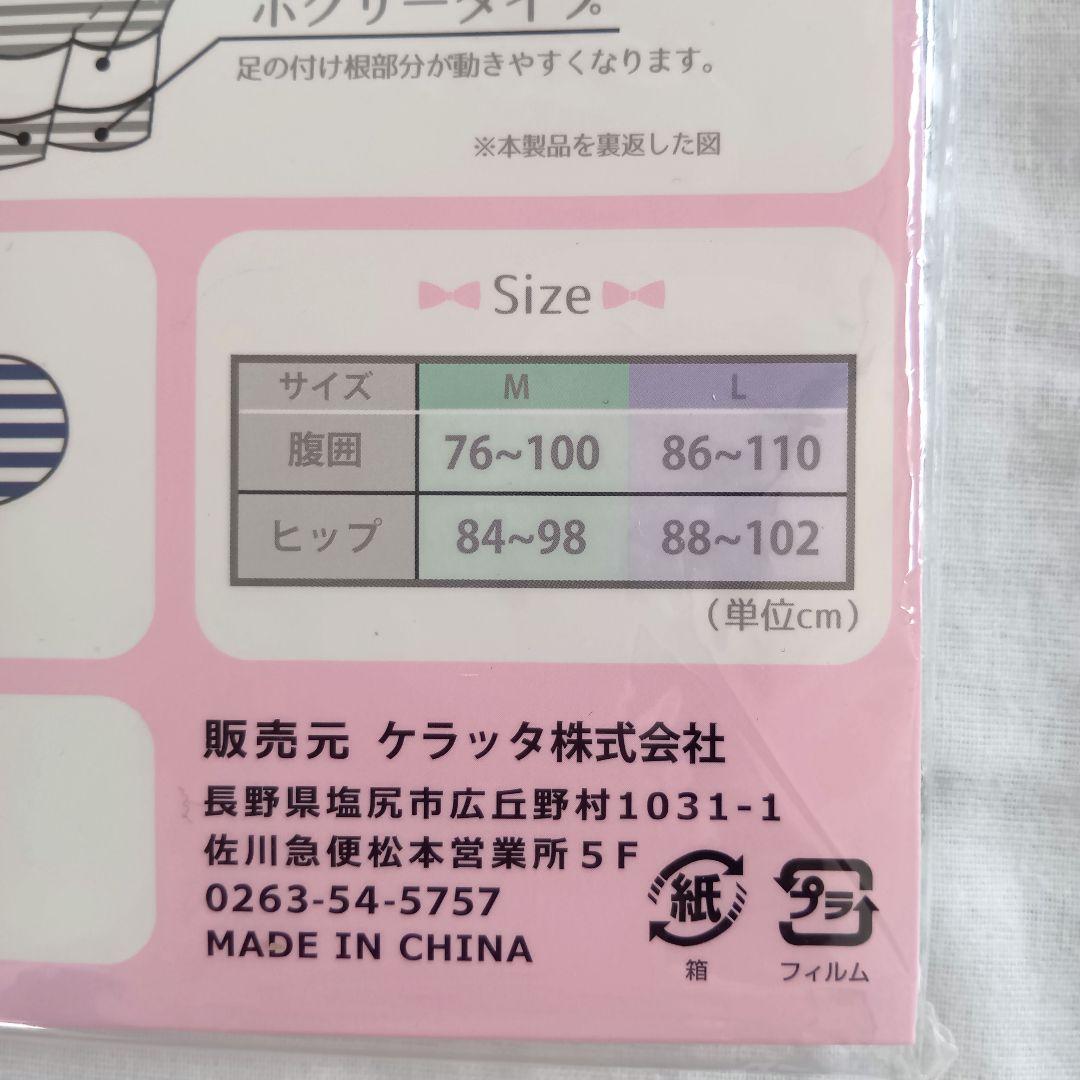 ボクサータイプ
足の付け根部分が動きやすくなります。
※本製品を裏返した図
Size
サイズ M L
腹囲 76~100 86~110
ヒップ 84~98 88~102
(単位cm)
販売元 ケラッタ株式会社
長野県塩尻市広丘野村1031-1
佐川急便松本営業所5F
0263-54-5757
MADE IN CHINA
紙 プラ
箱 フィルム